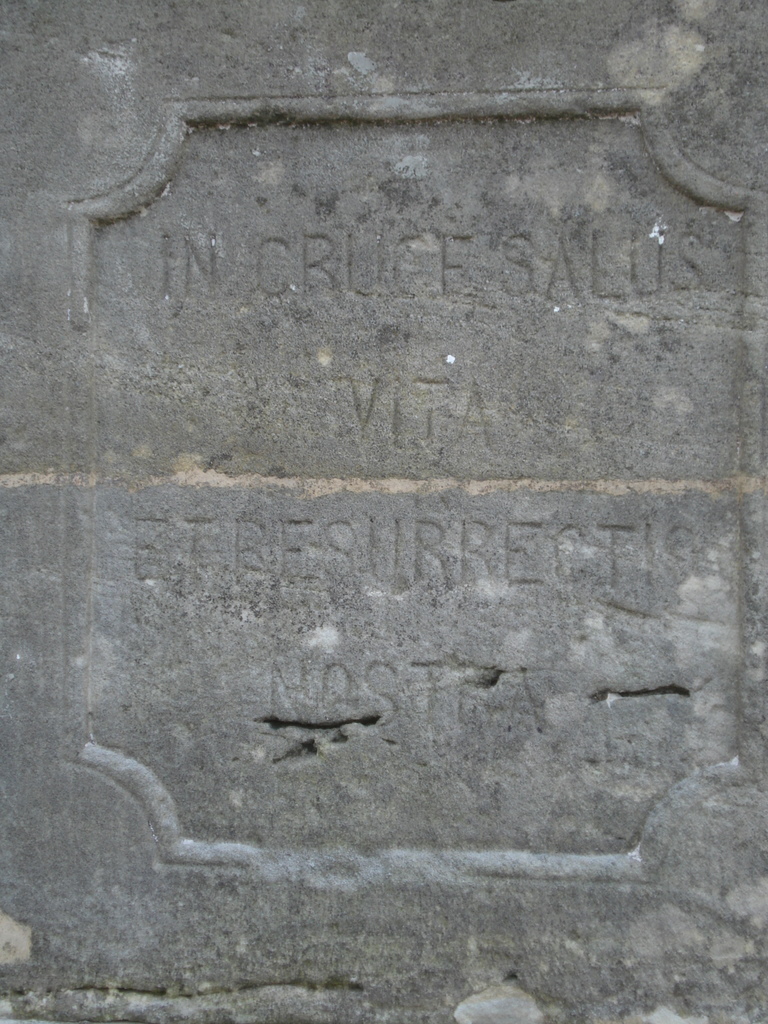 IN CRUCE SALUS
VITA
ET RESURRECTIO
NOSTRA